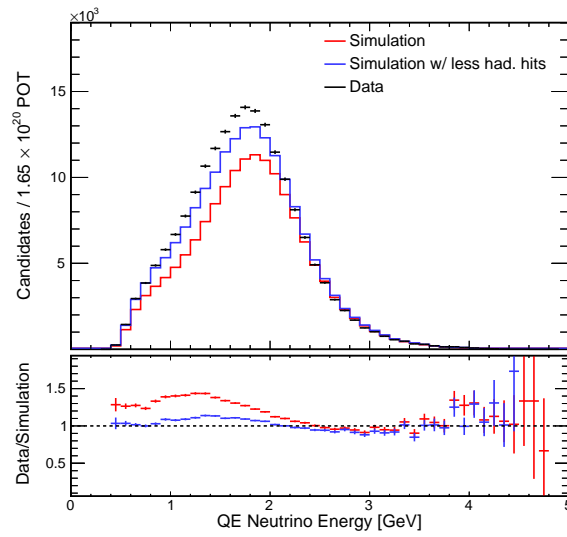 ×10³
Simulation
Simulation w/ less had. hits
Data
15
10
5
Candidates / 1.65 × 10²⁰ POT
1.5
1
0.5
Data/Simulation
0 1 2 3 4 5
QE Neutrino Energy [GeV]